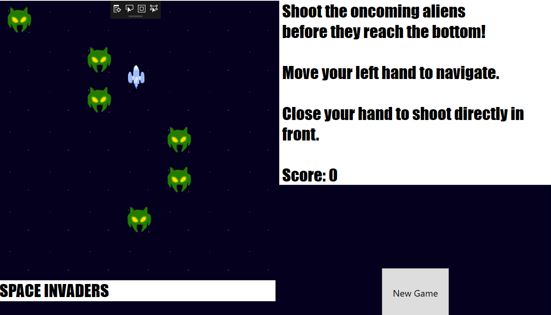 Shoot the oncoming aliens
before they reach the bottom!
Move your left hand to navigate.
Close your hand to shoot directly in
front.
Score: 0
SPACE INVADERS
New Game